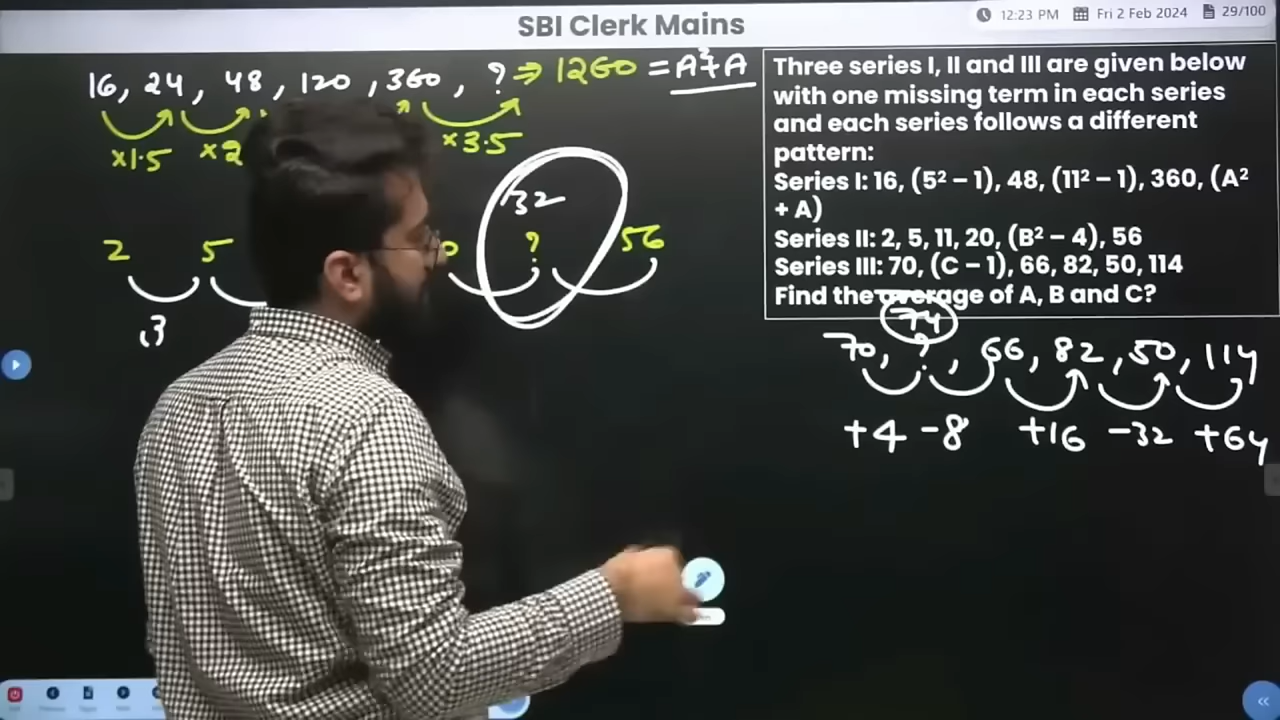 SBI Clerk Mains
12:23 PM Fri 2 Feb 2024 29/100
16, 24, 48, 120, 360, ? ⇒ 1260 = A²+A
×1.5 ×2 ×3.5
32
2 5 ? 56
3
Three series I, II and III are given below
with one missing term in each series
and each series follows a different
pattern:
Series I: 16, (5² – 1), 48, (11² – 1), 360, (A²
+ A)
Series II: 2, 5, 11, 20, (B² – 4), 56
Series III: 70, (C – 1), 66, 82, 50, 114
Find the average of A, B and C?
74
70, ?, 66, 82, 50, 114
+4 -8 +16 -32 +64